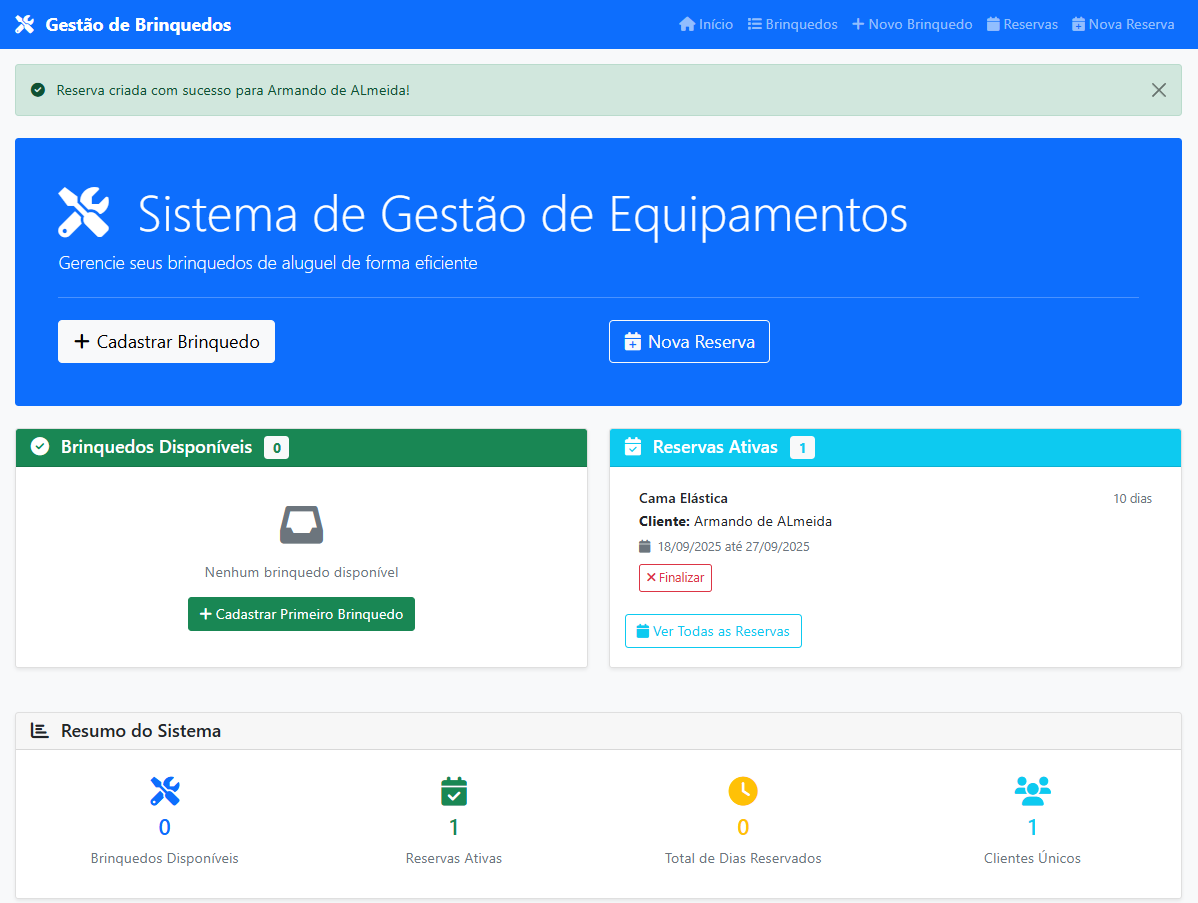 Gestão de Brinquedos
Início Brinquedos Novo Brinquedo Reservas Nova Reserva
Reserva criada com sucesso para Armando de ALmeida!
Sistema de Gestão de Equipamentos
Gerencie seus brinquedos de aluguel de forma eficiente
Cadastrar Brinquedo
Nova Reserva
Brinquedos Disponíveis 0
Nenhum brinquedo disponível
Cadastrar Primeiro Brinquedo
Reservas Ativas 1
Cama Elástica 10 dias
Cliente: Armando de ALmeida
18/09/2025 até 27/09/2025
Finalizar
Ver Todas as Reservas
Resumo do Sistema
0
Brinquedos Disponíveis
1
Reservas Ativas
0
Total de Dias Reservados
1
Clientes Únicos